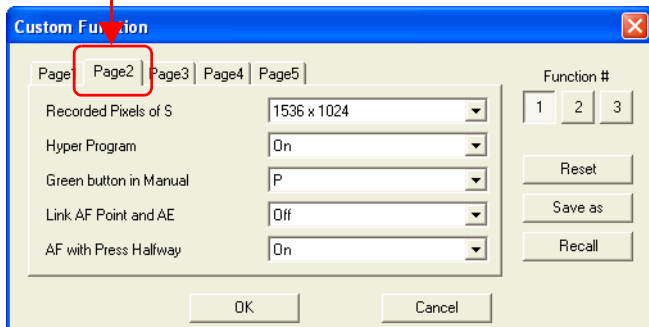 Custom Function
Page1 Page2 Page3 Page4 Page5
Function #
1 2 3
Recorded Pixels of S 1536 x 1024
Hyper Program On
Green button in Manual P
Link AF Point and AE Off
AF with Press Halfway On
Reset
Save as
Recall
OK Cancel